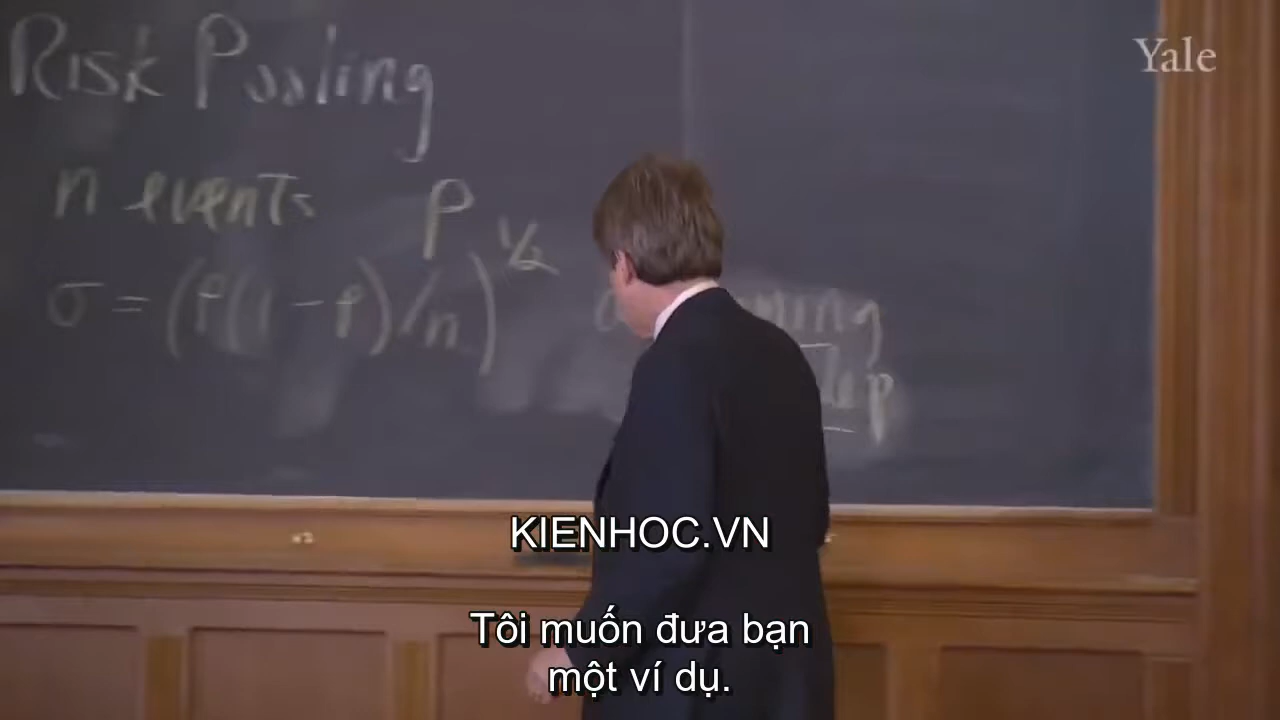 Risk Pooling
Yale
n events P
σ = (P(1-P)/n)^1/2
KIENHOC.VN
Tôi muốn đưa bạn
một ví dụ.